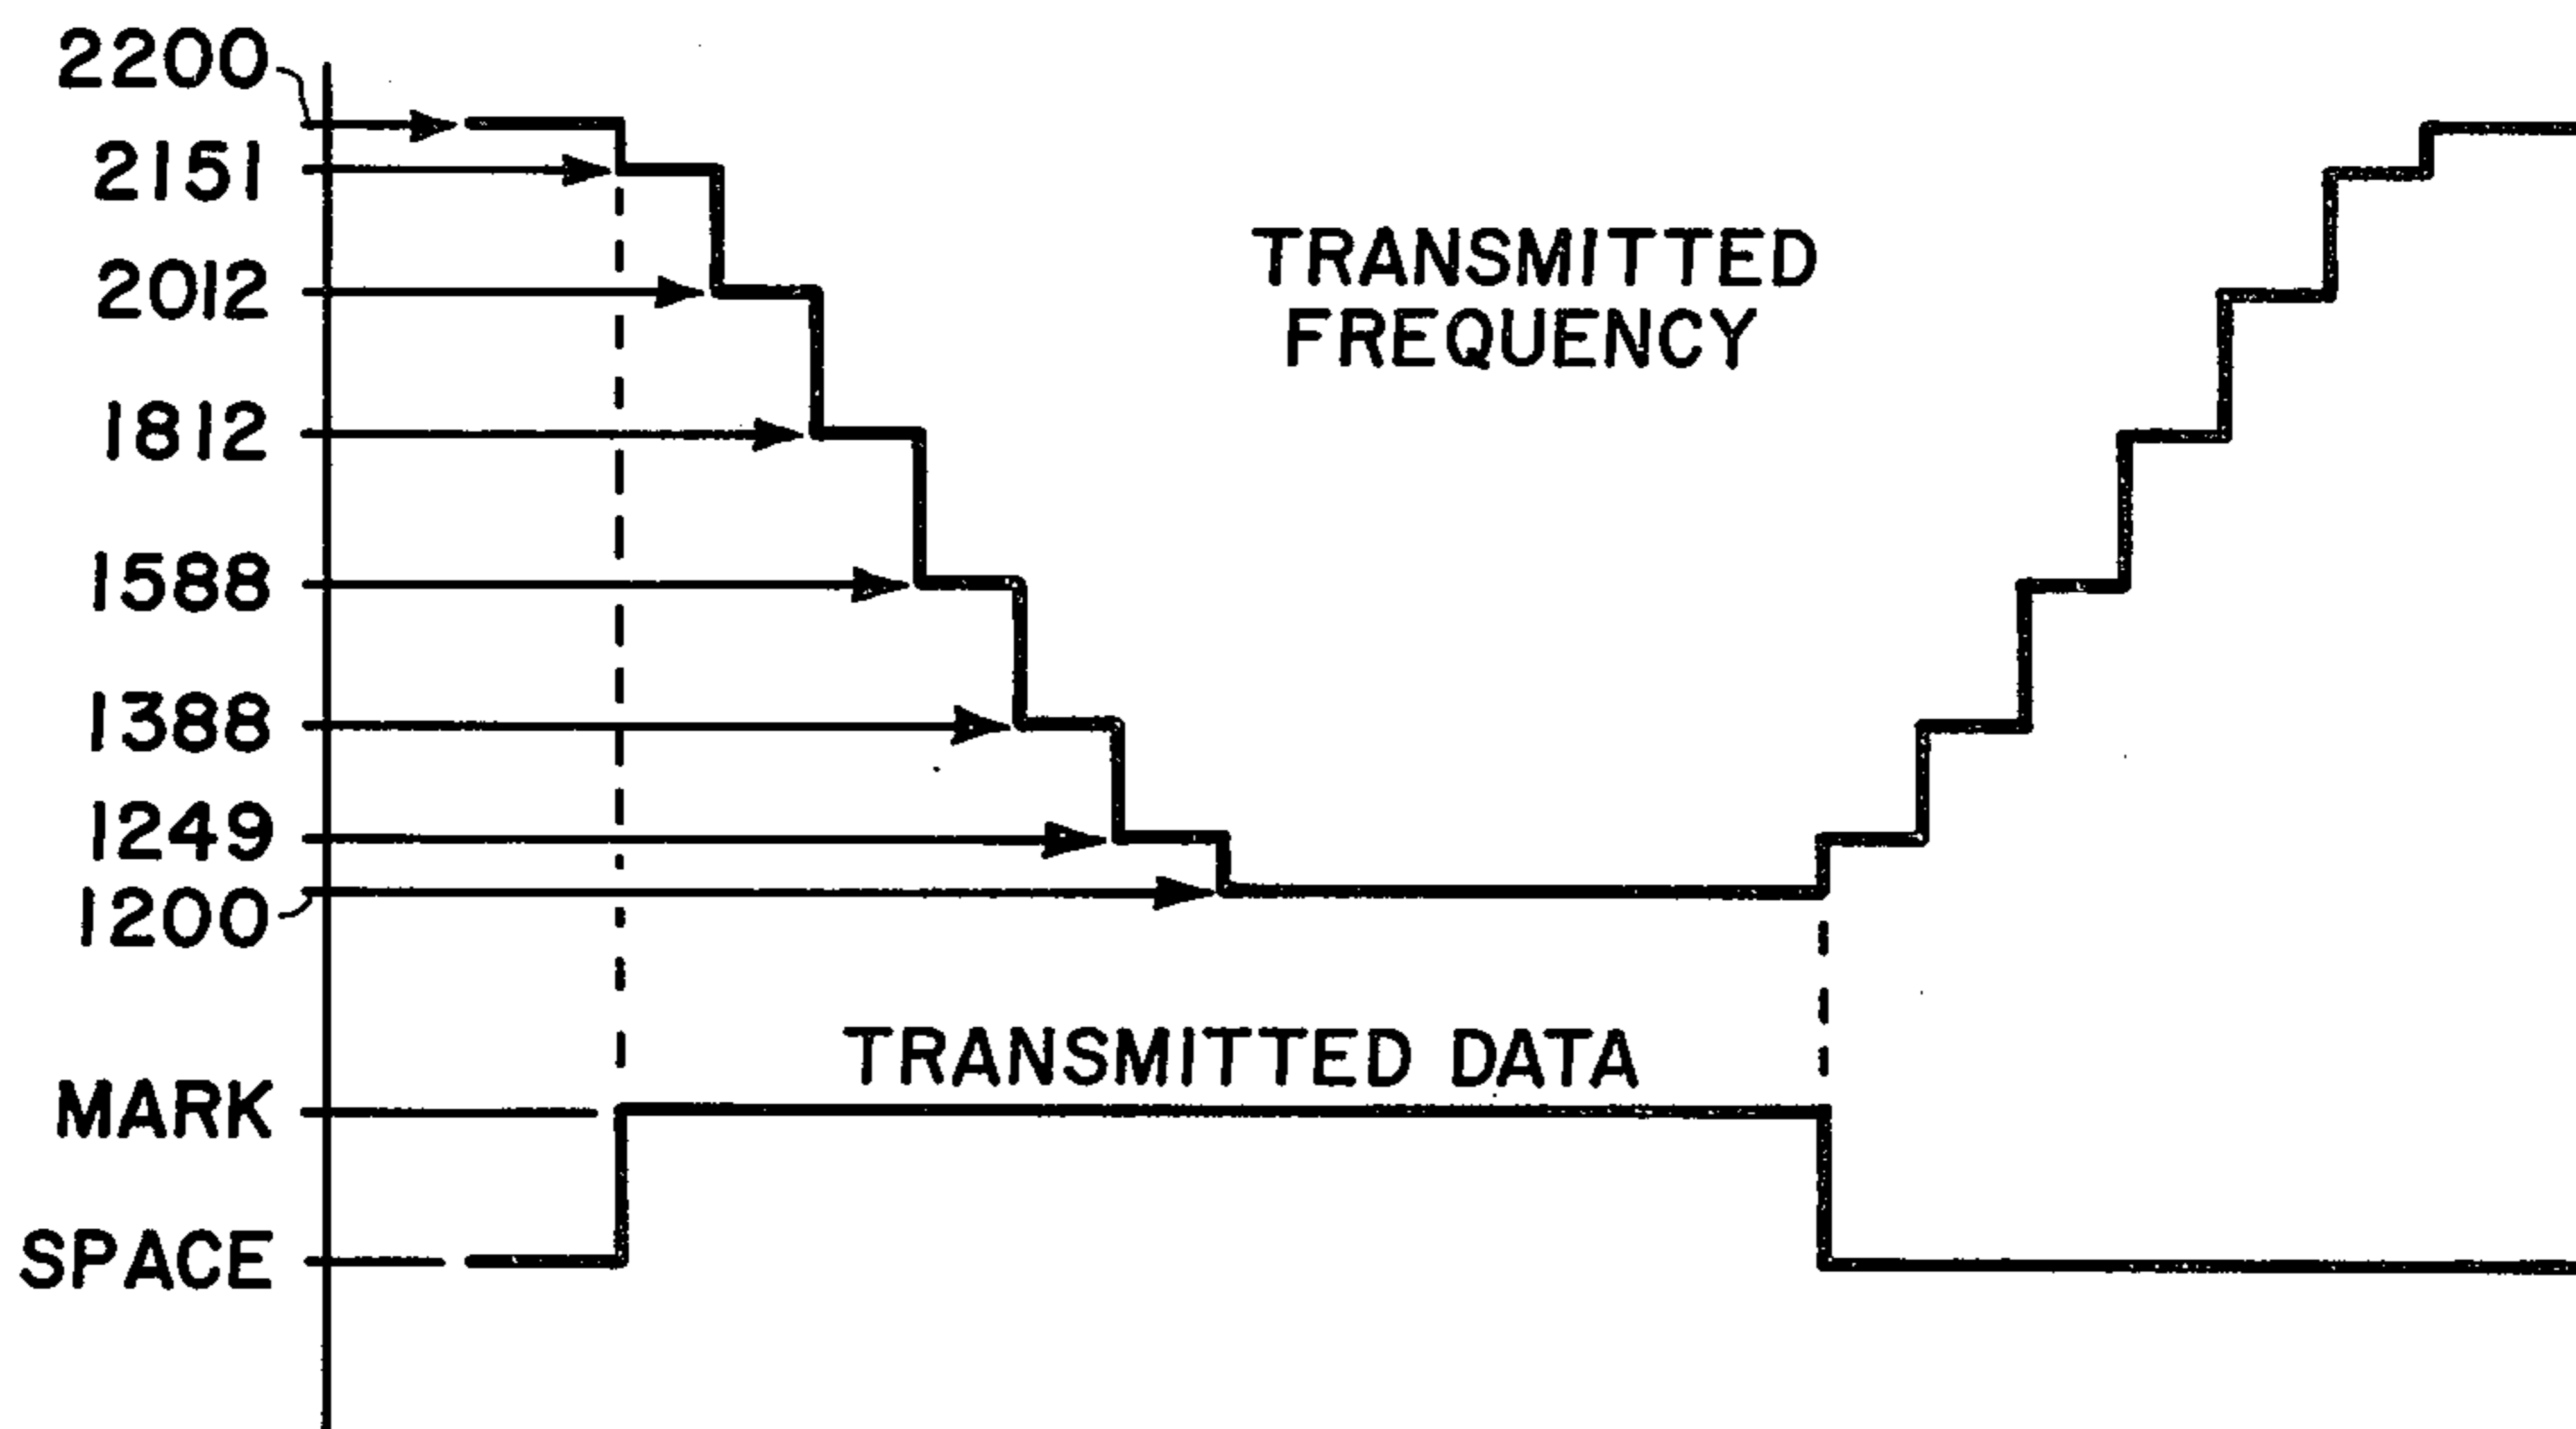 2200
2151
2012
1812
1588
1388
1249
1200
TRANSMITTED
FREQUENCY
TRANSMITTED DATA
MARK
SPACE